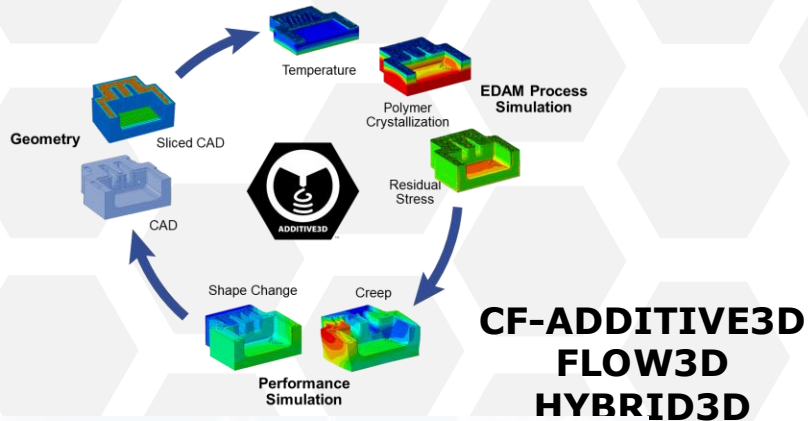 Temperature
Polymer
Crystallization
EDAM Process
Simulation
Geometry
Sliced CAD
CAD
Residual
Stress
ADDITIVE3D
Shape Change
Creep
Performance
Simulation
CF-ADDITIVE3D
FLOW3D
HYBRID3D